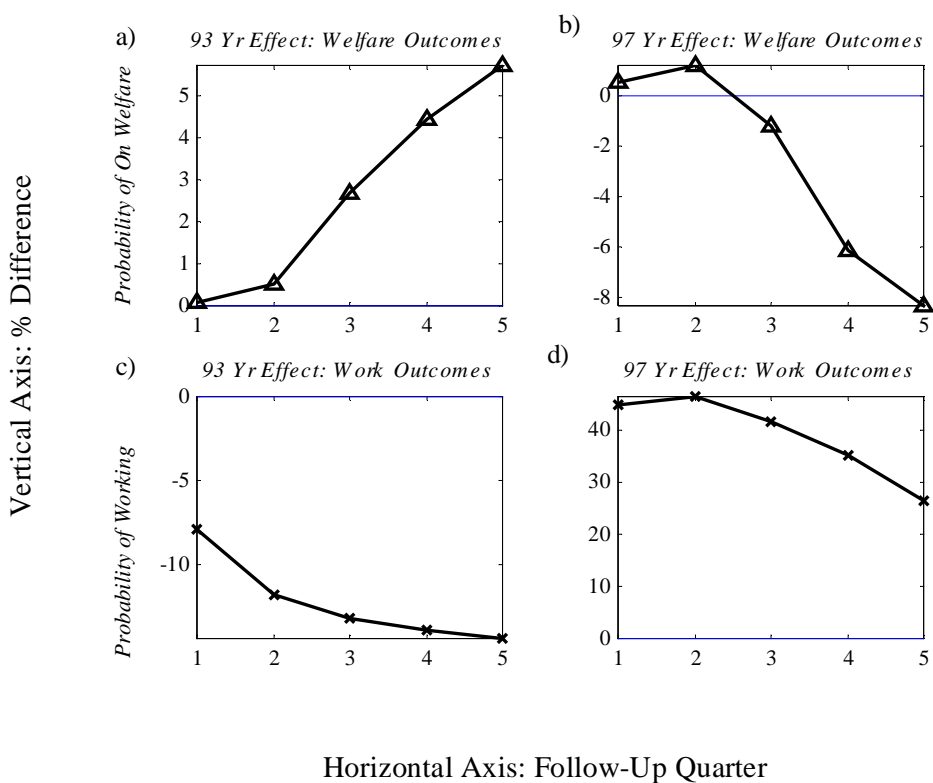 a)
93 Yr Effect: Welfare Outcomes
b)
97 Yr Effect: Welfare Outcomes
Vertical Axis: % Difference
Probability of On Welfare
5
4
3
2
1
0
1 2 3 4 5
0
-2
-4
-6
-8
1 2 3 4 5
c)
93 Yr Effect: Work Outcomes
d)
97 Yr Effect: Work Outcomes
Probability of Working
0
-5
-10
1 2 3 4 5
40
30
20
10
0
1 2 3 4 5
Horizontal Axis: Follow-Up Quarter